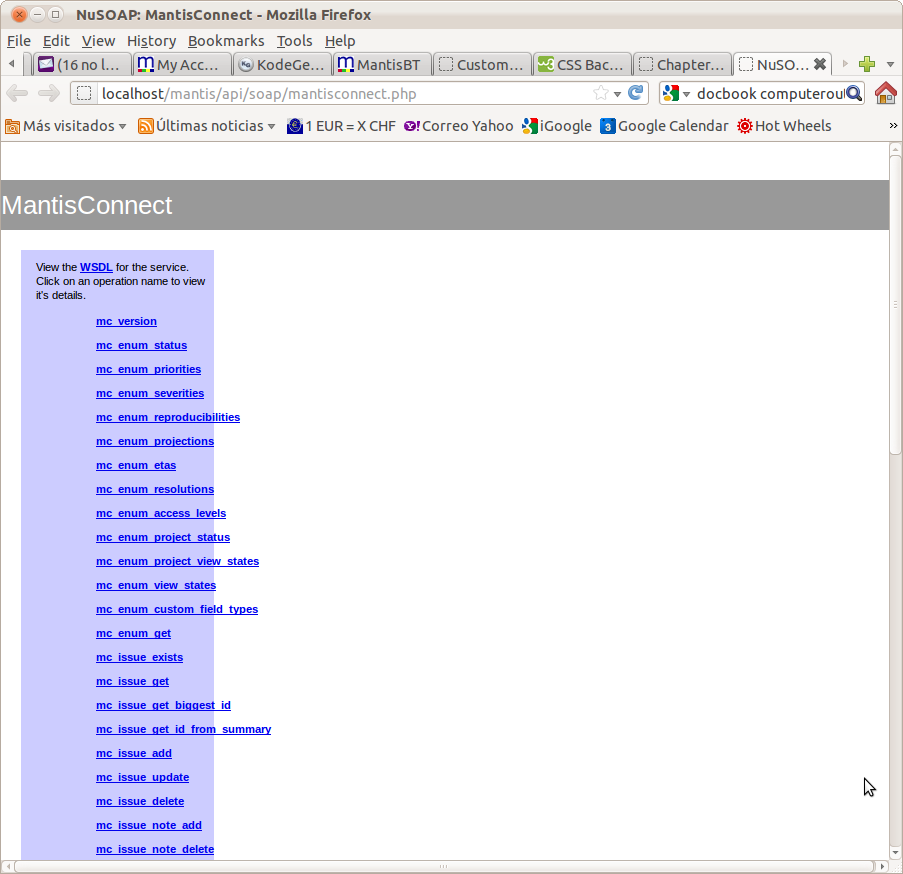 NuSOAP: MantisConnect - Mozilla Firefox
File Edit View History Bookmarks Tools Help
(16 no l... My Acc... KodeGe... MantisBT Custom... CSS Bac... Chapter... NuSO...
localhost/mantis/api/soap/mantisconnect.php docbook computerou
Más visitados Últimas noticias 1 EUR = X CHF Correo Yahoo iGoogle 3 Google Calendar Hot Wheels »
MantisConnect
View the WSDL for the service.
Click on an operation name to view
it's details.
mc_version
mc_enum_status
mc_enum_priorities
mc_enum_severities
mc_enum_reproducibilities
mc_enum_projections
mc_enum_etas
mc_enum_resolutions
mc_enum_access_levels
mc_enum_project_status
mc_enum_project_view_states
mc_enum_view_states
mc_enum_custom_field_types
mc_enum_get
mc_issue_exists
mc_issue_get
mc_issue_get_biggest_id
mc_issue_get_id_from_summary
mc_issue_add
mc_issue_update
mc_issue_delete
mc_issue_note_add
mc_issue_note_delete